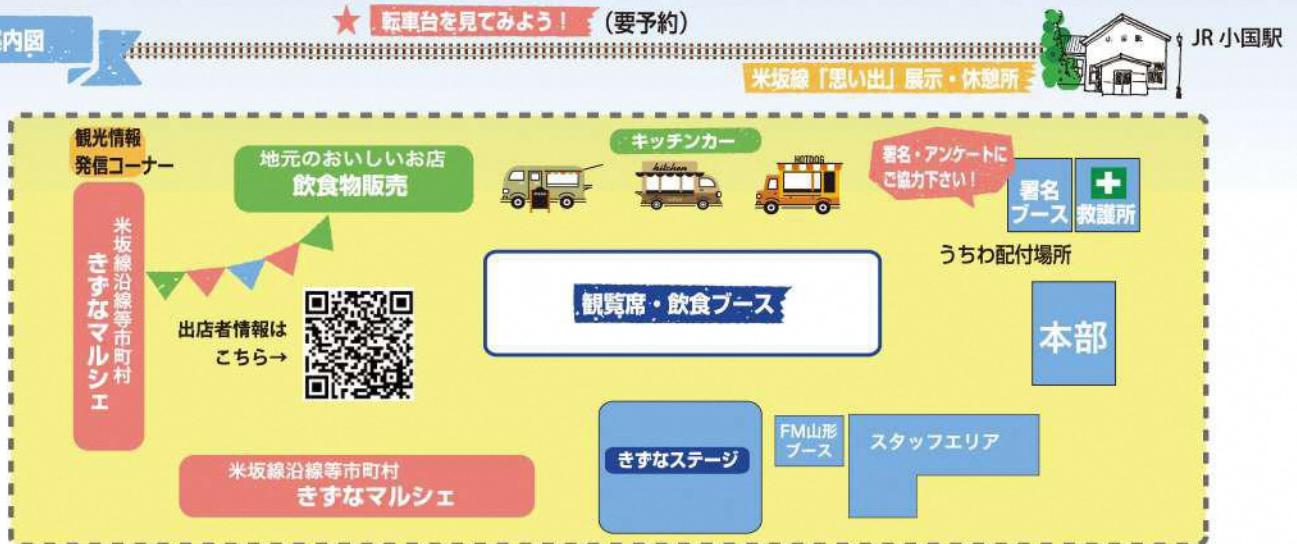 内図
★ 転車台を見てみよう！ （要予約）
JR 小国駅
小国駅
米坂線「思い出」展示・休憩所
観光情報
発信コーナー
地元のおいしいお店
飲食物販売
キッチンカー
kitchen
HOTDOG
署名・アンケートに
ご協力下さい！
署名
ブース
救護所
うちわ配付場所
米坂線沿線等市町村
きずなマルシェ
出店者情報は
こちら→
観覧席・飲食ブース
本部
きずなステージ
FM山形
ブース
スタッフエリア
米坂線沿線等市町村
きずなマルシェ